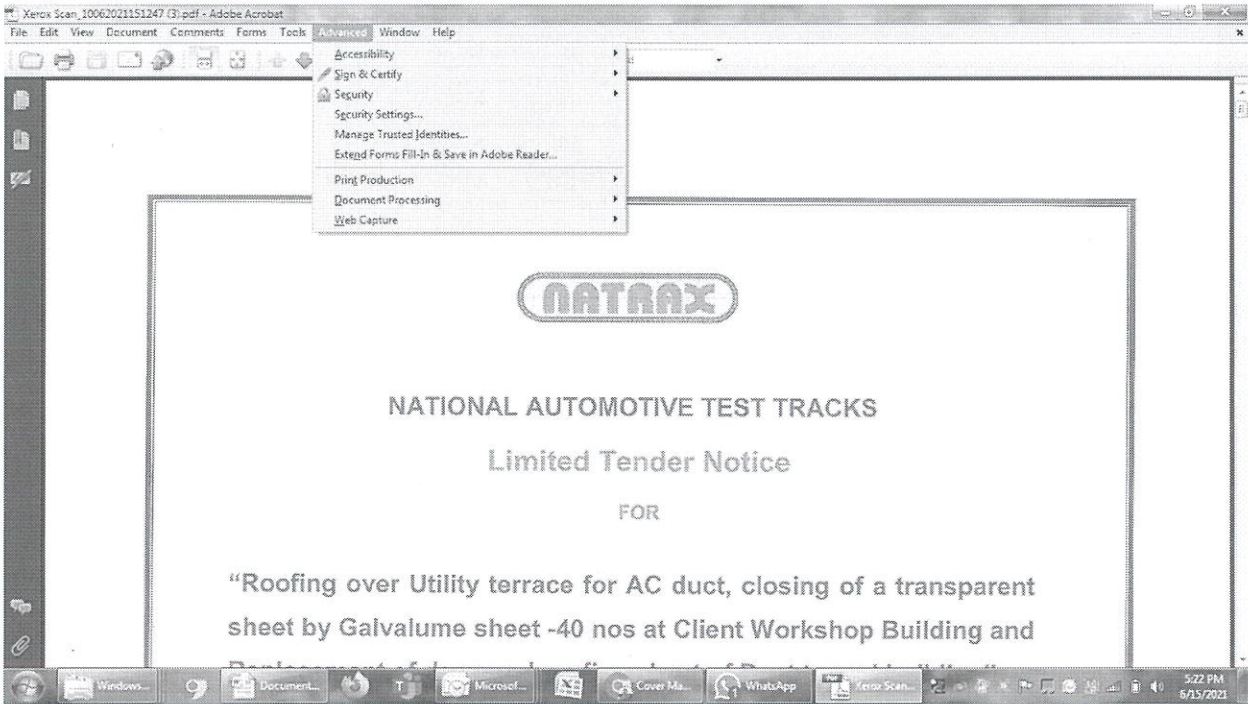 Xerox Scan_10062021151247 (3).pdf - Adobe Acrobat
File Edit View Document Comments Forms Tools Advanced Window Help
Accessibility
Sign & Certify
Security
Security Settings...
Manage Trusted Identities...
Extend Forms Fill-In & Save in Adobe Reader...
Print Production
Document Processing
Web Capture
NATRAX
NATIONAL AUTOMOTIVE TEST TRACKS
Limited Tender Notice
FOR
“Roofing over Utility terrace for AC duct, closing of a transparent
sheet by Galvalume sheet -40 nos at Client Workshop Building and
Windows... Document... Microsof... Cover Ma... WhatsApp Xerox Scan... 5:22 PM
6/15/2021